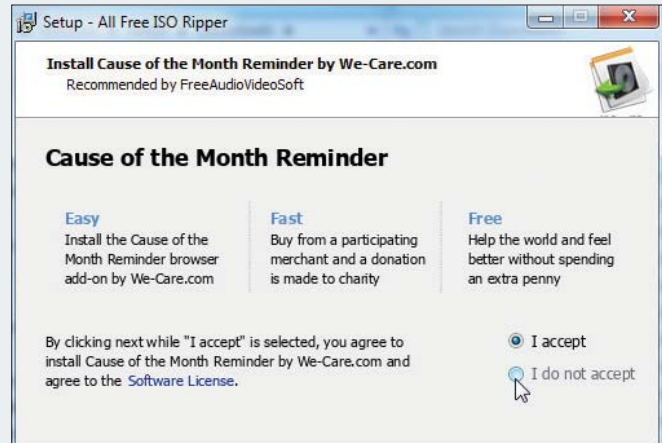 Setup - All Free ISO Ripper
Install Cause of the Month Reminder by We-Care.com
Recommended by FreeAudioVideoSoft
Cause of the Month Reminder
Easy
Install the Cause of the
Month Reminder browser
add-on by We-Care.com
Fast
Buy from a participating
merchant and a donation
is made to charity
Free
Help the world and feel
better without spending
an extra penny
By clicking next while "I accept" is selected, you agree to
install Cause of the Month Reminder by We-Care.com and
agree to the Software License.
I accept
I do not accept